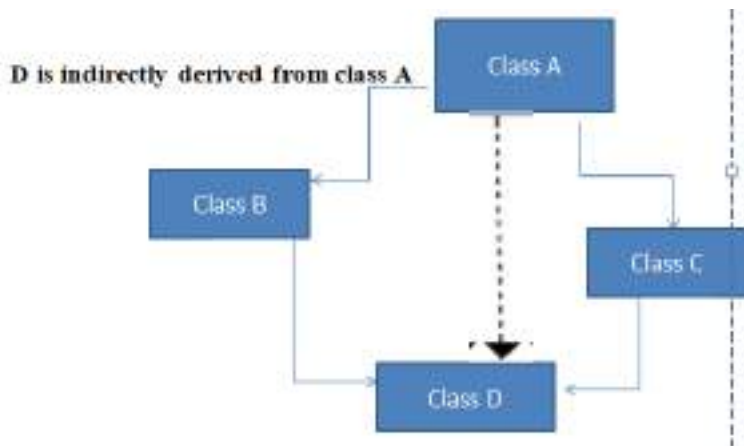 Class A
D is indirectly derived from class A
Class B
Class C
Class D